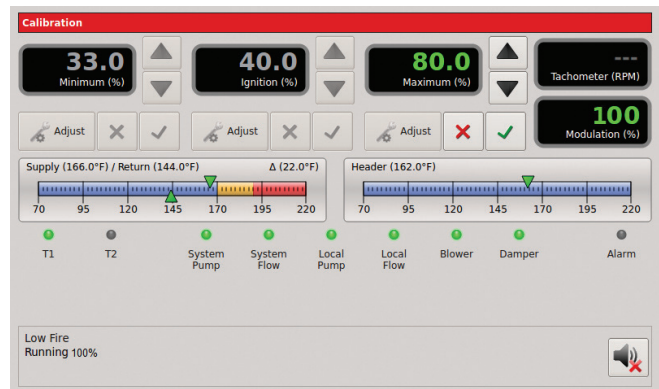 Calibration
33.0
Minimum (%)
40.0
Ignition (%)
80.0
Maximum (%)
---
Tachometer (RPM)
Adjust
Adjust
Adjust
100
Modulation (%)
Supply (166.0°F) / Return (144.0°F) Δ (22.0°F)
70 95 120 145 170 195 220
Header (162.0°F)
70 95 120 145 170 195 220
T1
T2
System
Pump
System
Flow
Local
Pump
Local
Flow
Blower
Damper
Alarm
Low Fire
Running 100%